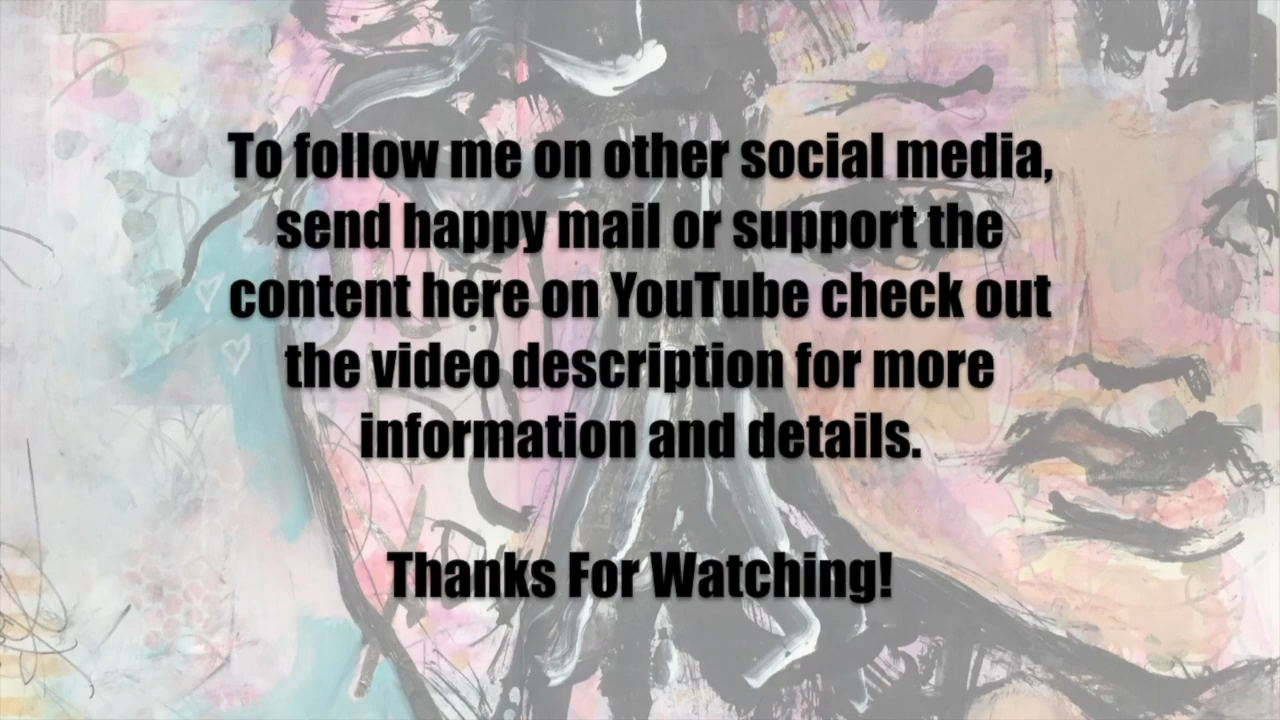 To follow me on other social media,
send happy mail or support the
content here on YouTube check out
the video description for more
information and details.
Thanks For Watching!